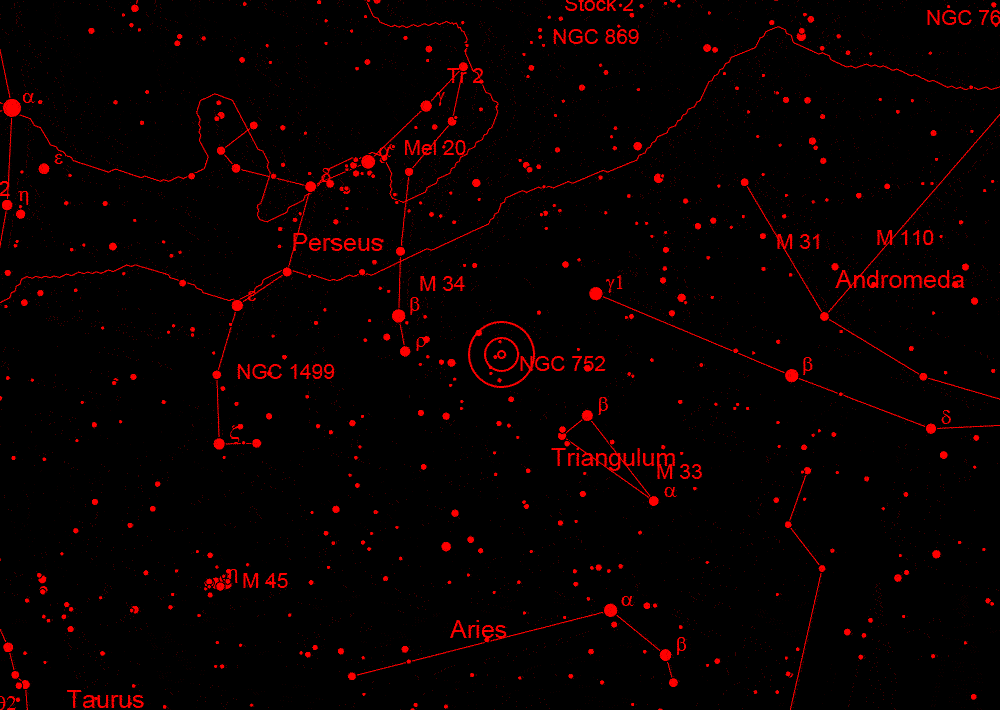 Stock 2
NGC 869
NGC 76
Tr 2
α
γ
Mel 20
α
ε
δ
2
η
Perseus
M 31
M 110
Andromeda
M 34
γ1
ε
β
ρ
NGC 1499
NGC 752
β
β
δ
ζ
Triangulum
M 33
α
η
M 45
α
Aries
β
θ2
Taurus